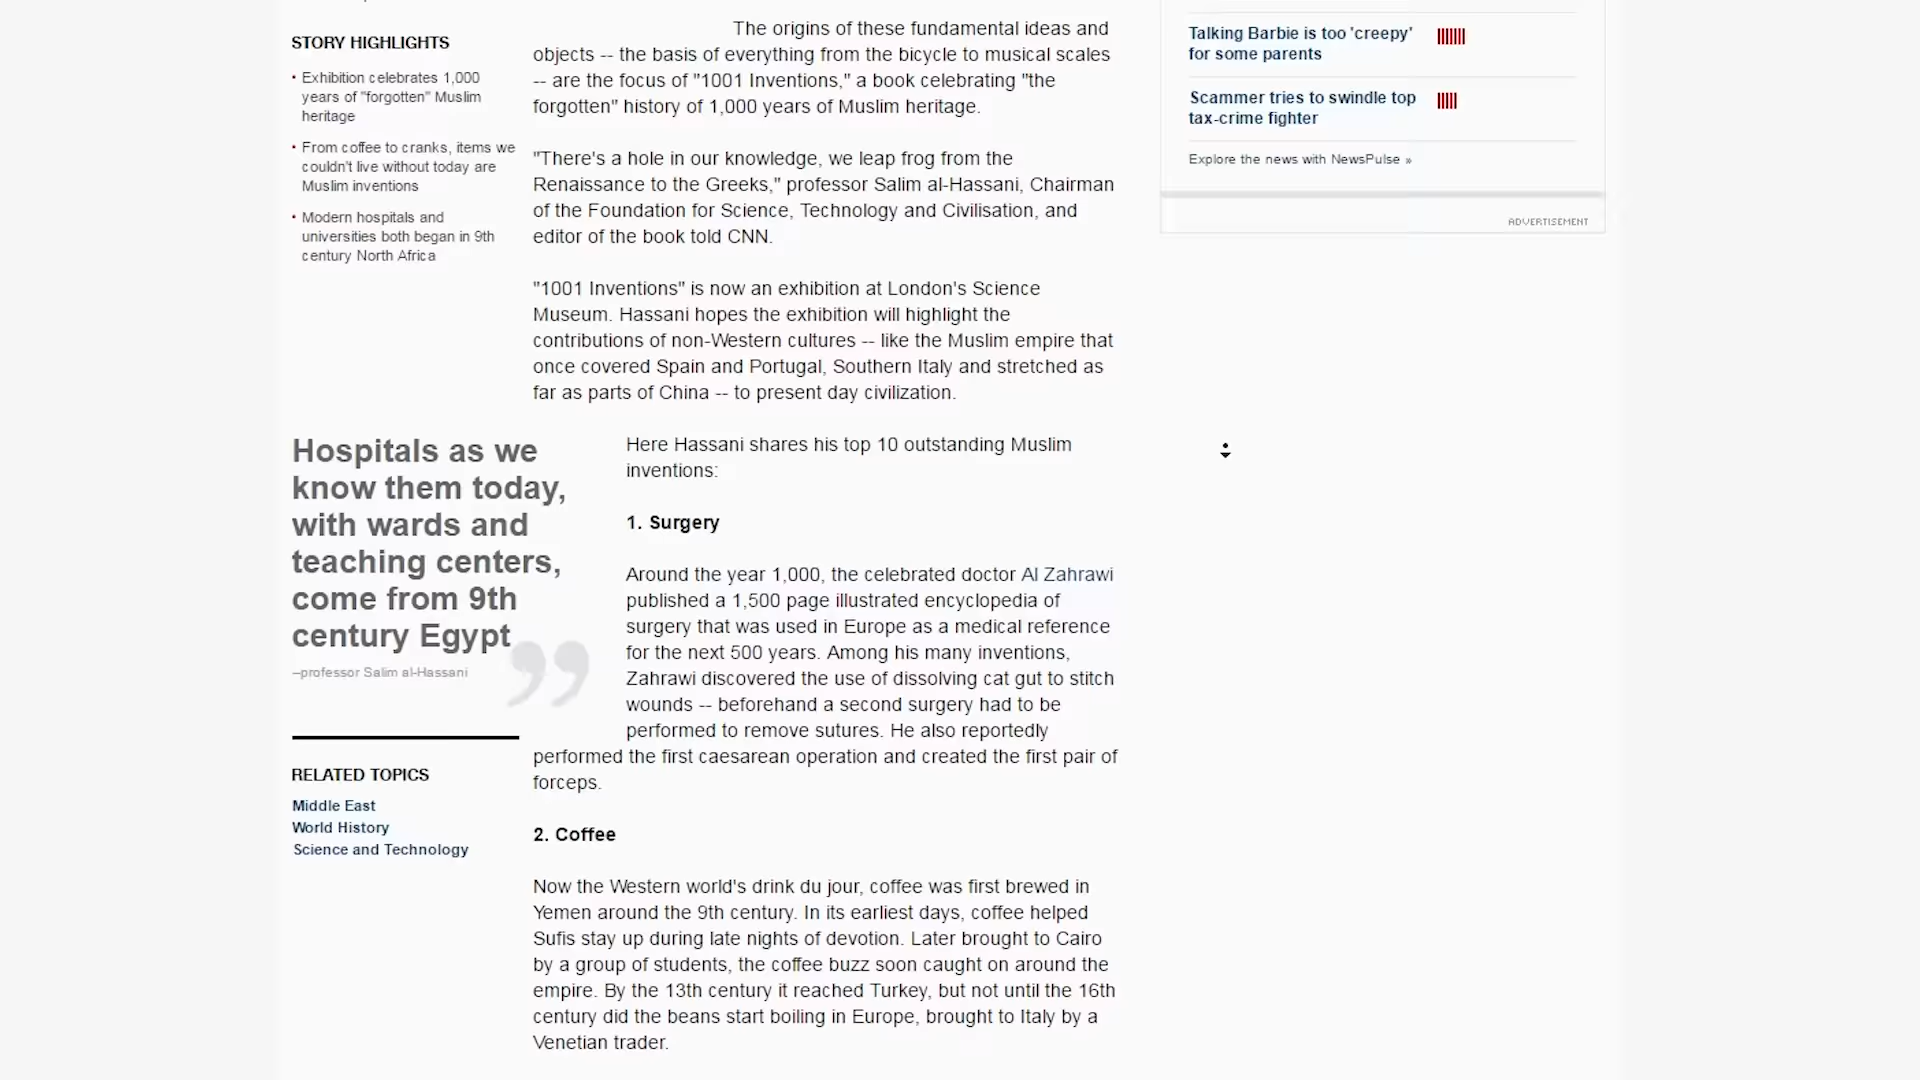 STORY HIGHLIGHTS
• Exhibition celebrates 1,000
years of "forgotten" Muslim
heritage
• From coffee to cranks, items we
couldn't live without today are
Muslim inventions
• Modern hospitals and
universities both began in 9th
century North Africa
Hospitals as we
know them today,
with wards and
teaching centers,
come from 9th
century Egypt
”
--professor Salim al-Hassani
RELATED TOPICS
Middle East
World History
Science and Technology
The origins of these fundamental ideas and
objects -- the basis of everything from the bicycle to musical scales
-- are the focus of "1001 Inventions," a book celebrating "the
forgotten" history of 1,000 years of Muslim heritage.
"There's a hole in our knowledge, we leap frog from the
Renaissance to the Greeks," professor Salim al-Hassani, Chairman
of the Foundation for Science, Technology and Civilisation, and
editor of the book told CNN.
"1001 Inventions" is now an exhibition at London's Science
Museum. Hassani hopes the exhibition will highlight the
contributions of non-Western cultures -- like the Muslim empire that
once covered Spain and Portugal, Southern Italy and stretched as
far as parts of China -- to present day civilization.
Here Hassani shares his top 10 outstanding Muslim
inventions:
1. Surgery
Around the year 1,000, the celebrated doctor Al Zahrawi
published a 1,500 page illustrated encyclopedia of
surgery that was used in Europe as a medical reference
for the next 500 years. Among his many inventions,
Zahrawi discovered the use of dissolving cat gut to stitch
wounds -- beforehand a second surgery had to be
performed to remove sutures. He also reportedly
performed the first caesarean operation and created the first pair of
forceps.
2. Coffee
Now the Western world's drink du jour, coffee was first brewed in
Yemen around the 9th century. In its earliest days, coffee helped
Sufis stay up during late nights of devotion. Later brought to Cairo
by a group of students, the coffee buzz soon caught on around the
empire. By the 13th century it reached Turkey, but not until the 16th
century did the beans start boiling in Europe, brought to Italy by a
Venetian trader.
Talking Barbie is too 'creepy'
for some parents
Scammer tries to swindle top
tax-crime fighter
Explore the news with NewsPulse »
ADVERTISEMENT